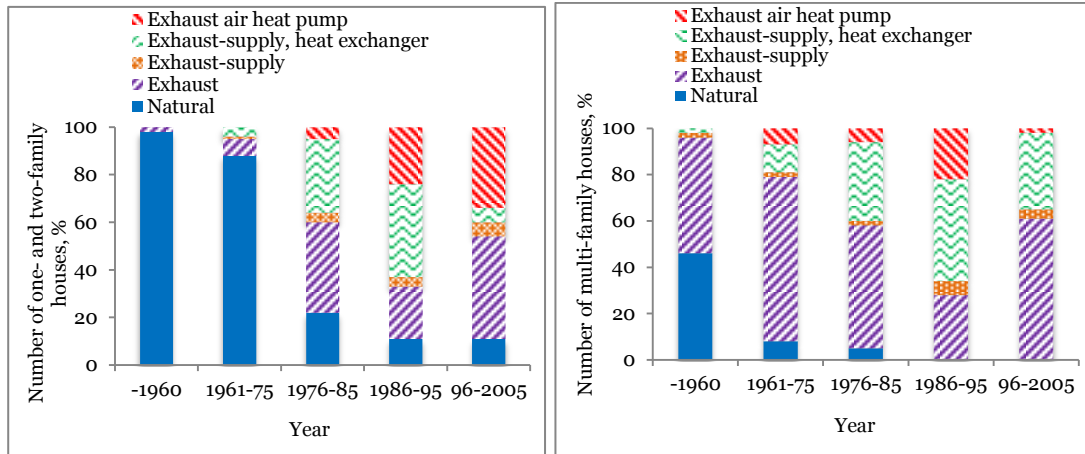 Exhaust air heat pump
Exhaust-supply, heat exchanger
Exhaust-supply
Exhaust
Natural
Number of one- and two-family
houses, %
100
80
60
40
20
0
-1960 1961-75 1976-85 1986-95 96-2005
Year
Exhaust air heat pump
Exhaust-supply, heat exchanger
Exhaust-supply
Exhaust
Natural
Number of multi-family houses, %
100
80
60
40
20
0
-1960 1961-75 1976-85 1986-95 96-2005
Year